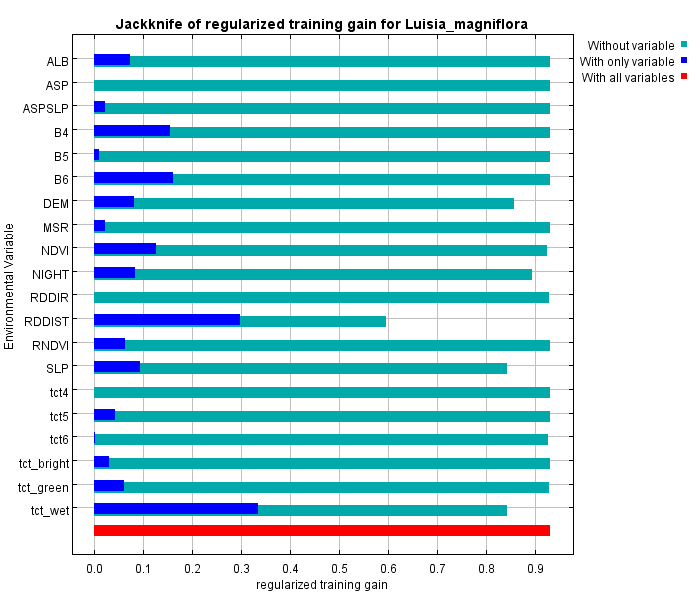 Jackknife of regularized training gain for Luisia_magniflora
Without variable
With only variable
With all variables
Environmental Variable
ALB
ASP
ASPSLP
B4
B5
B6
DEM
MSR
NDVI
NIGHT
RDDIR
RDDIST
RNDVI
SLP
tct4
tct5
tct6
tct_bright
tct_green
tct_wet
0.0 0.1 0.2 0.3 0.4 0.5 0.6 0.7 0.8 0.9
regularized training gain